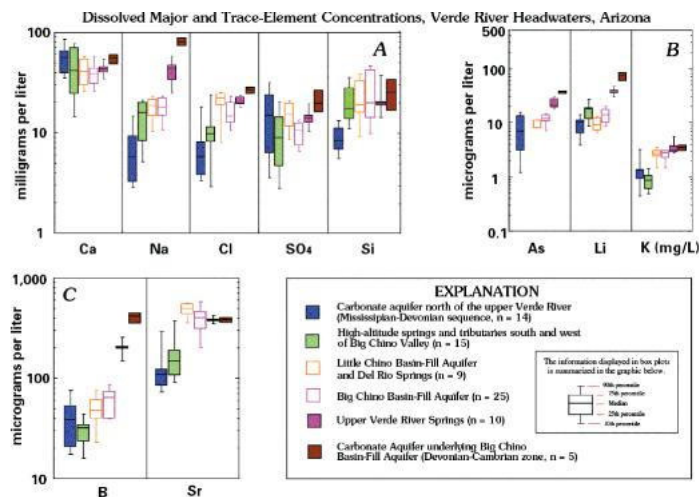 Dissolved Major and Trace-Element Concentrations, Verde River Headwaters, Arizona
A
milligrams per liter
100
10
1
Ca Na Cl SO4 Si
B
micrograms per liter
500
100
10
1
0.1
As Li K (mg/L)
C
micrograms per liter
1,000
100
10
B Sr
EXPLANATION
Carbonate aquifer north of the upper Verde River
(Mississipian-Devonian sequence, n = 14)
High-altitude springs and tributaries south and west
of Big Chino Valley (n = 15)
Little Chino Basin-Fill Aquifer
and Del Rio Springs (n = 9)
Big Chino Basin-Fill Aquifer (n = 25)
Upper Verde River Springs (n = 10)
Carbonate Aquifer underlying Big Chino
Basin-Fill Aquifer (Devonian-Cambrian zone, n = 5)
The information displayed in box plots
is summarized in the graphic below.
90th percentile
75th percentile
Median
25th percentile
10th percentile